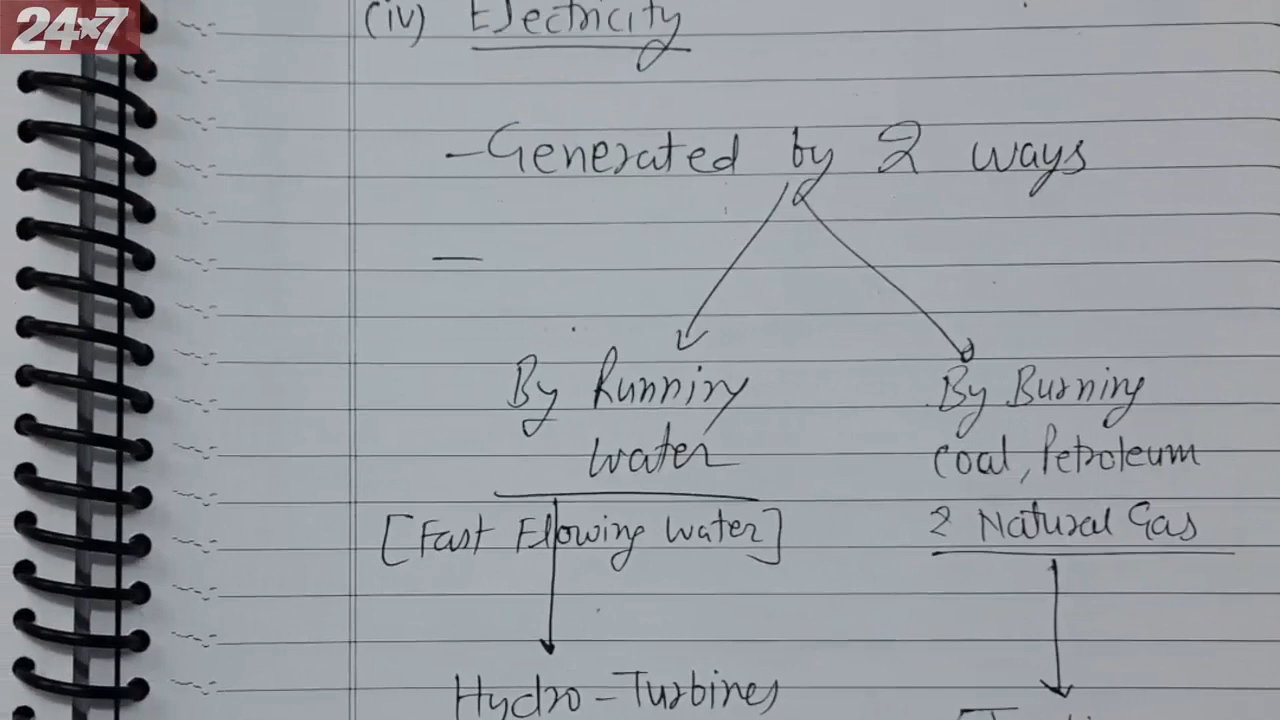 24x7
(iv) Electricity
- Generated by 2 ways
By Running
water
[Fast Flowing Water]
Hydro - Turbines
By Burning
coal, Petroleum
& Natural Gas